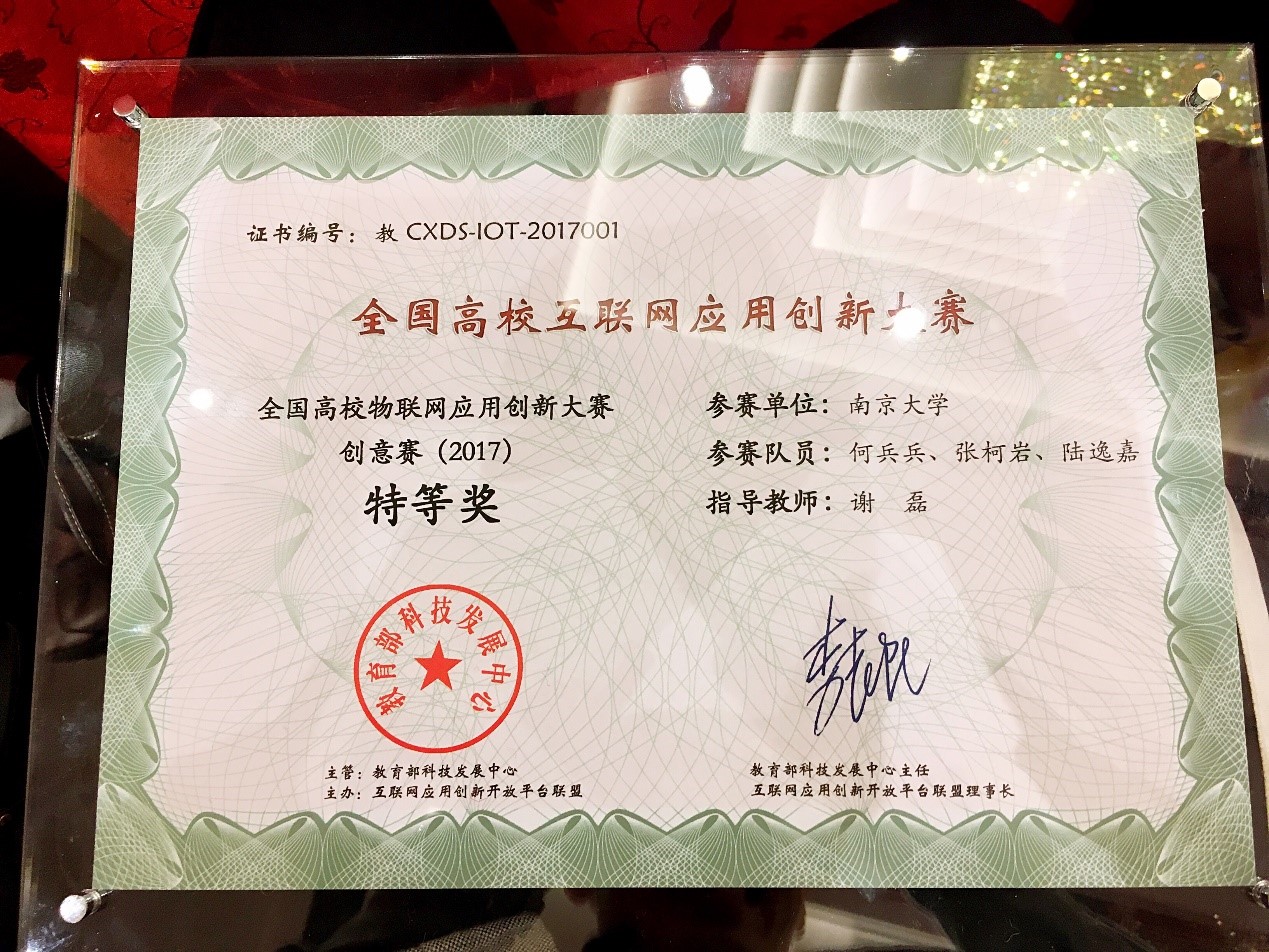 证书编号：教 CXDS-IOT-2017001
全国高校互联网应用创新大赛
全国高校物联网应用创新大赛
创意赛（2017）
特等奖
参赛单位：南京大学
参赛队员：何兵兵、张柯岩、陆逸嘉
指导教师：谢 磊
教育部科技发展中心
主管：教育部科技发展中心
主办：互联网应用创新开放平台联盟
教育部科技发展中心主任
互联网应用创新开放平台联盟理事长